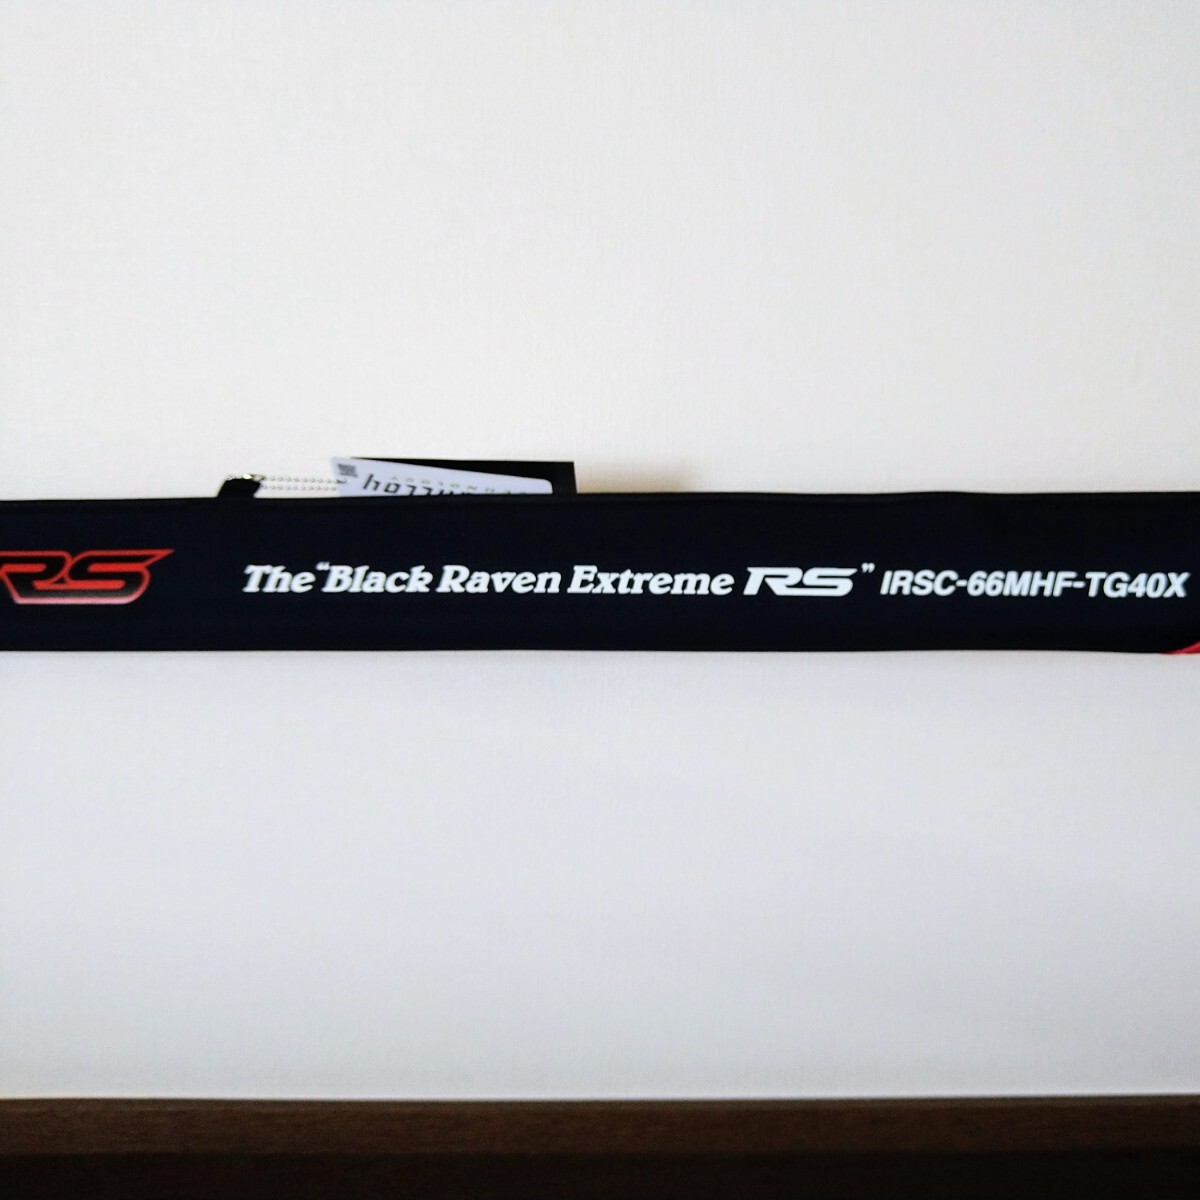 RS The “Black Raven Extreme RS” IRSC-66MHF-TG40X